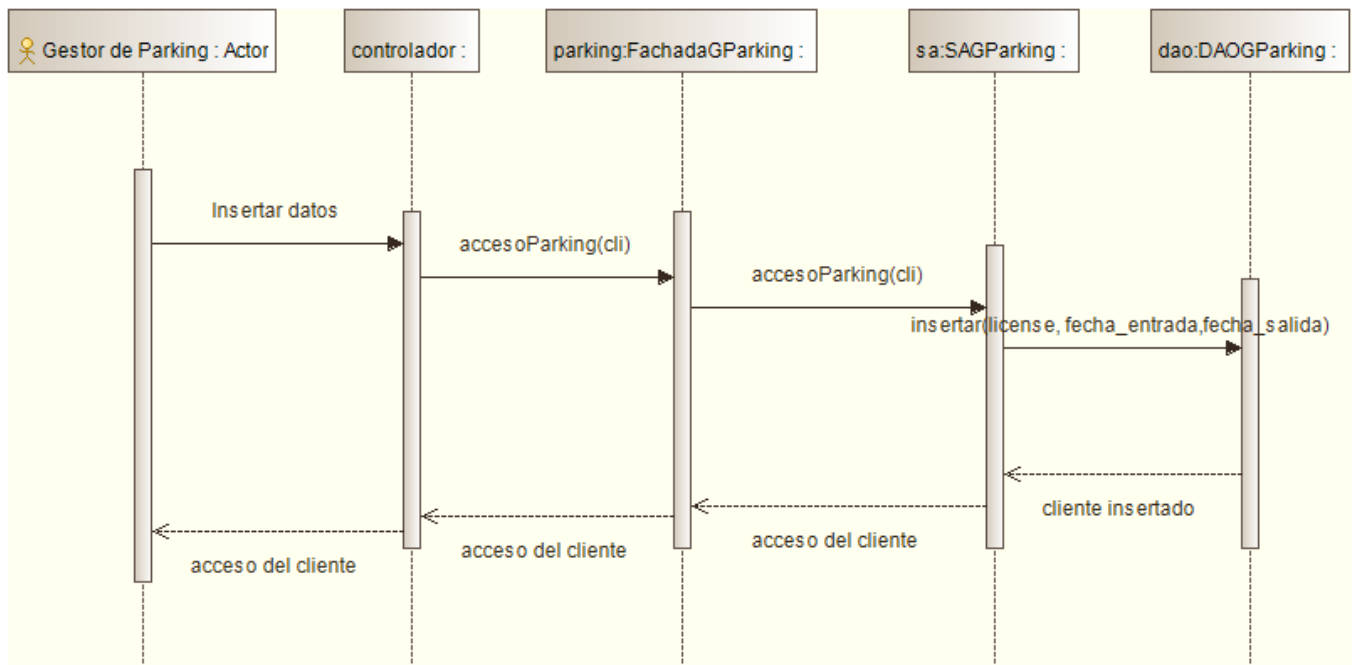 Gestor de Parking : Actor
controlador :
parking:FachadaGParking :
sa:SAGParking :
dao:DAOGParking :
Insertar datos
accesoParking(cli)
accesoParking(cli)
insertar(license, fecha_entrada,fecha_salida)
cliente insertado
acceso del cliente
acceso del cliente
acceso del cliente